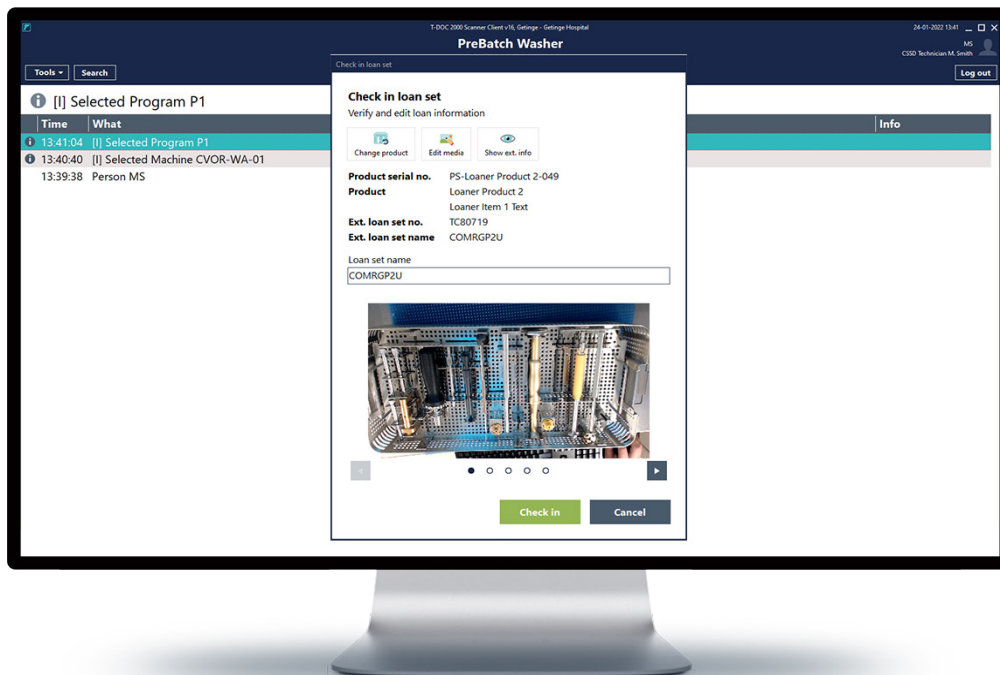 T-DOC 2000 Scanner Client v16, Getinge - Getinge Hospital
24-01-2022 13:41
PreBatch Washer
MS
CSSD Technician M. Smith
Tools
Search
Log out
[I] Selected Program P1
Time What Info
13:41:04 [I] Selected Program P1
13:40:40 [I] Selected Machine CVOR-WA-01
13:39:38 Person MS
Check in loan set
Check in loan set
Verify and edit loan information
Change product
Edit media
Show ext. info
Product serial no. PS-Loaner Product 2-049
Product Loaner Product 2
Loaner Item 1 Text
Ext. loan set no. TC80719
Ext. loan set name COMRGP2U
Loan set name
COMRGP2U
Check in
Cancel